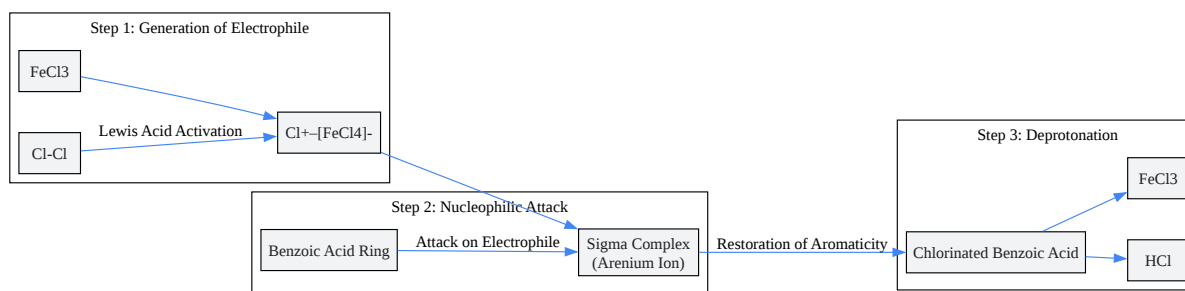 Step 1: Generation of Electrophile
FeCl3
Lewis Acid Activation
Cl-Cl
Cl+–[FeCl4]-
Step 2: Nucleophilic Attack
Benzoic Acid Ring
Attack on Electrophile
Sigma Complex
(Arenium Ion)
Restoration of Aromaticity
Step 3: Deprotonation
Chlorinated Benzoic Acid
FeCl3
HCl